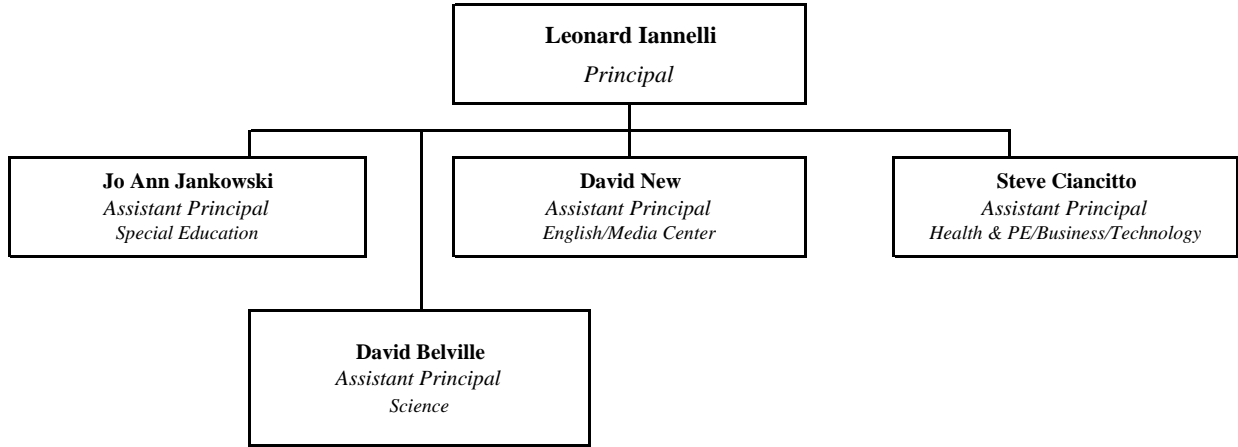 Leonard Iannelli
Principal
Jo Ann Jankowski
Assistant Principal
Special Education
David New
Assistant Principal
English/Media Center
Steve Ciancitto
Assistant Principal
Health & PE/Business/Technology
David Belville
Assistant Principal
Science